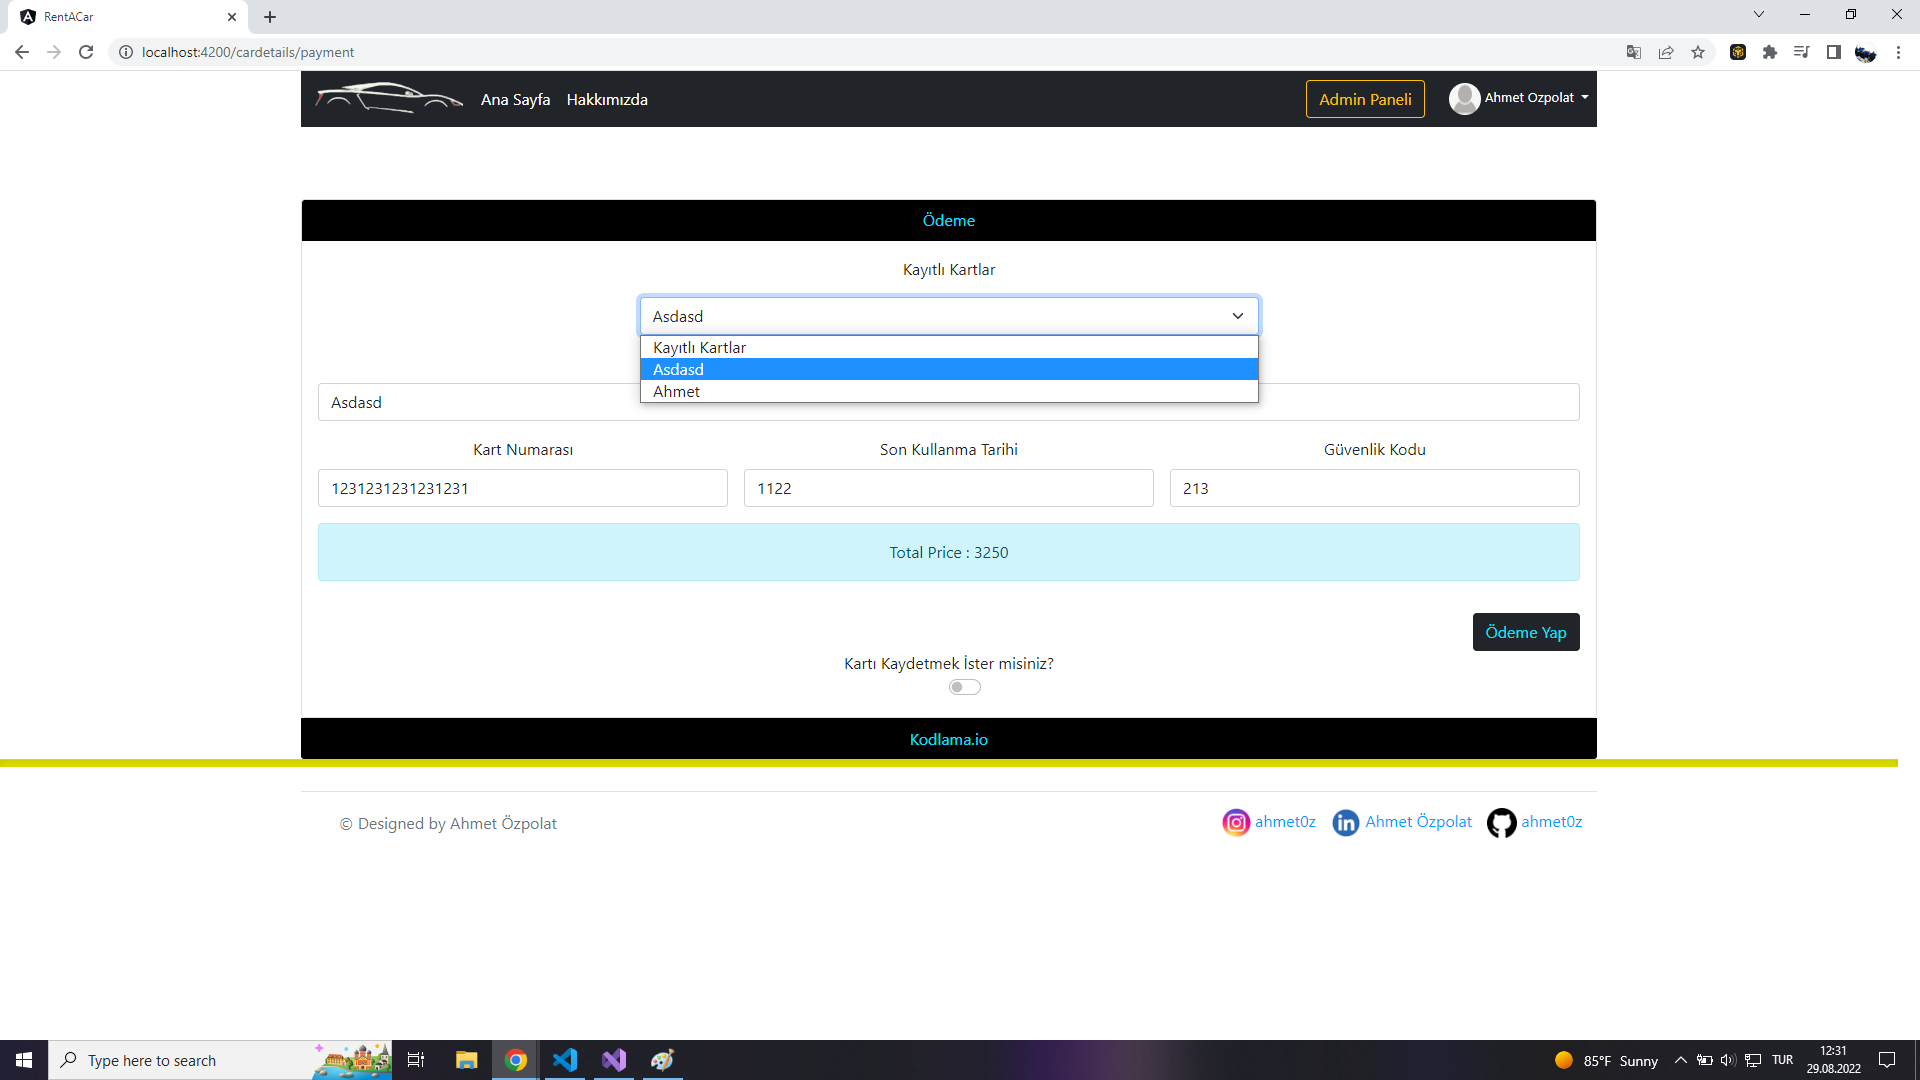 RentACar
localhost:4200/cardetails/payment
Ana Sayfa Hakkımızda Admin Paneli Ahmet Ozpolat
Ödeme
Kayıtlı Kartlar
Asdasd
Kayıtlı Kartlar
Asdasd
Ahmet
Asdasd
Kart Numarası Son Kullanma Tarihi Güvenlik Kodu
1231231231231231 1122 213
Total Price : 3250
Ödeme Yap
Kartı Kaydetmek İster misiniz?
Kodlama.io
© Designed by Ahmet Özpolat ahmet0z Ahmet Özpolat ahmet0z
Type here to search 85°F Sunny TUR 12:31
29.08.2022